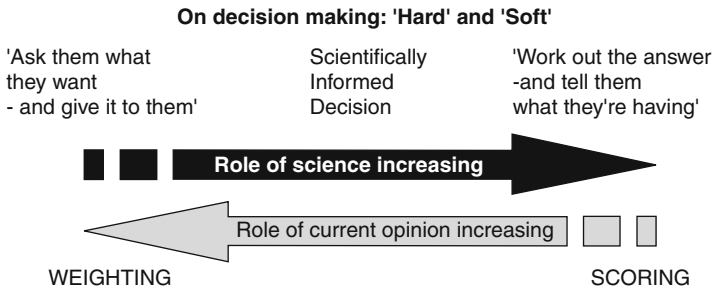 On decision making: 'Hard' and 'Soft'
'Ask them what
they want
- and give it to them'
Scientifically
Informed
Decision
'Work out the answer
-and tell them
what they're having'
Role of science increasing
Role of current opinion increasing
WEIGHTING
SCORING